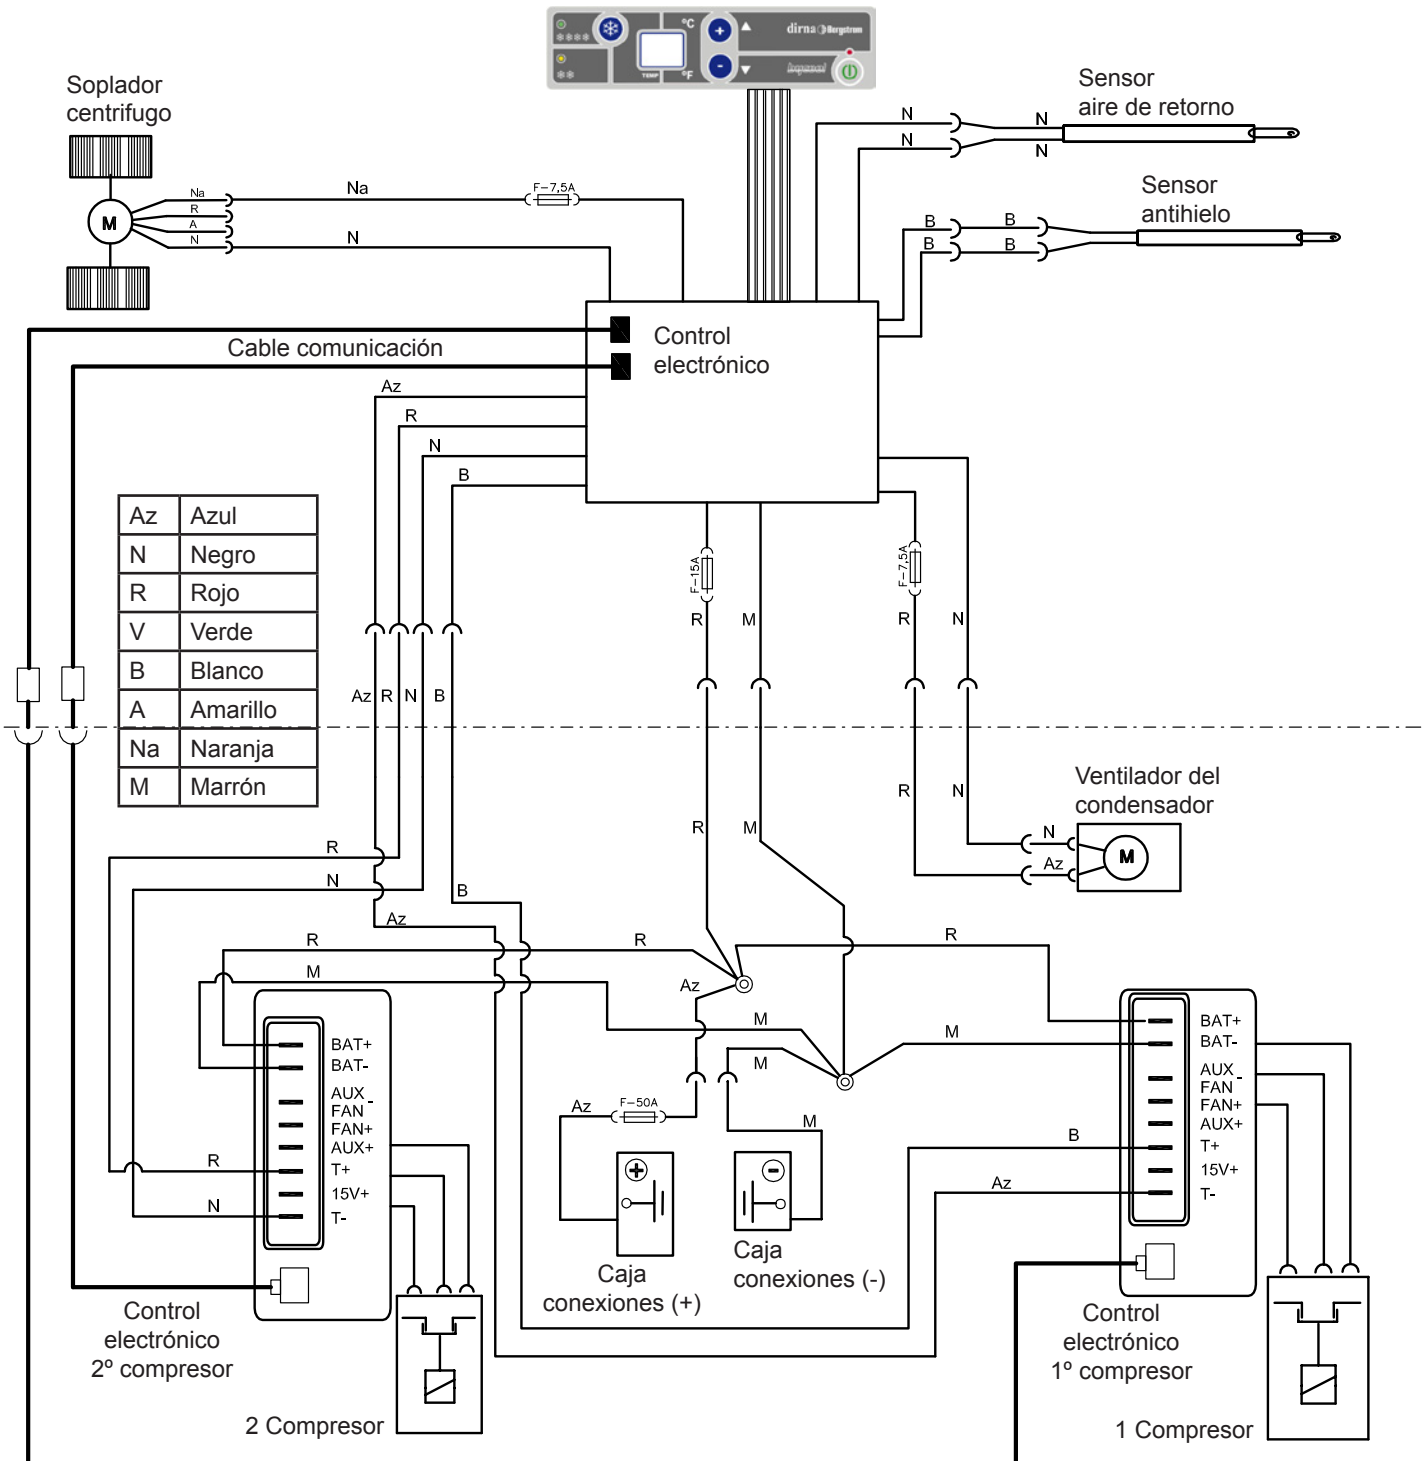 °C
dirna Bergstrom
TEMP
°F
Soplador
centrifugo
Sensor
aire de retorno
N
N
N
N
Sensor
antihielo
Na
R
A
N
M
Na
F-7,5A
N
B
B
B
B
Cable comunicación
Control
electrónico
Az
R
N
B
Az Azul
N Negro
R Rojo
V Verde
B Blanco
A Amarillo
Na Naranja
M Marrón
F-15A
F-7,5A
R
M
R
N
Az
R
N
B
R
N
Ventilador del
condensador
R
M
N
Az
M
R
N
B
Az
R
R
R
M
Az
M
M
M
BAT+
BAT-
AUX
FAN -
FAN+
AUX+
T+
15V+
T-
R
N
Az
F-50A
M
+
-
B
Az
BAT+
BAT-
AUX
FAN -
FAN+
AUX+
T+
15V+
T-
Caja
conexiones (+)
Caja
conexiones (-)
Control
electrónico
2º compresor
Control
electrónico
1º compresor
2 Compresor
1 Compresor